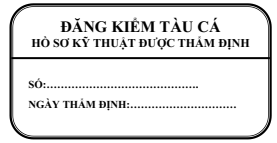 ĐĂNG KIỂM TÀU CÁ
HỒ SƠ KỸ THUẬT ĐƯỢC THẨM ĐỊNH
SỐ:…………………………………….
NGÀY THẨM ĐỊNH:…………………………